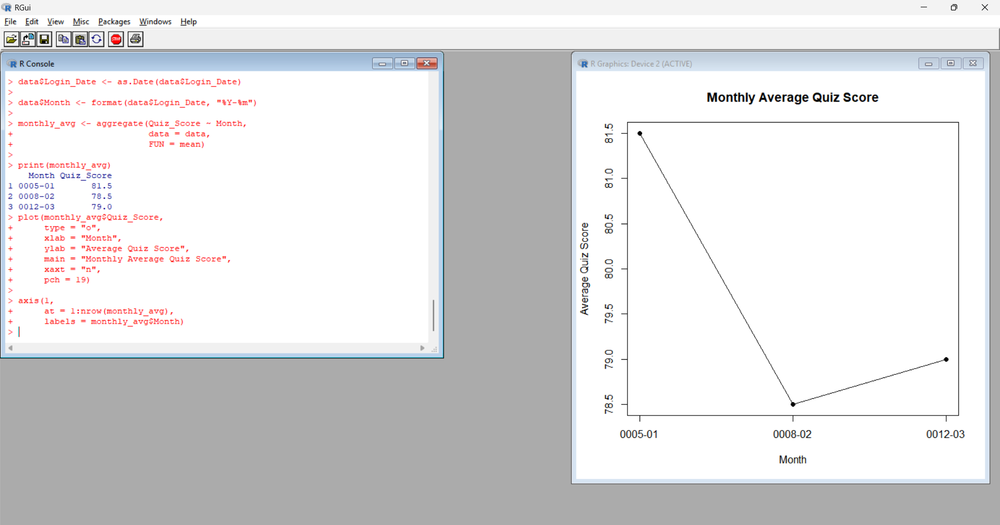 RGui
File Edit View Misc Packages Windows Help
STOP
R Console
> data$Login_Date <- as.Date(data$Login_Date)
>
> data$Month <- format(data$Login_Date, "%Y-%m")
>
> monthly_avg <- aggregate(Quiz_Score ~ Month,
+                          data = data,
+                          FUN = mean)
>
> print(monthly_avg)
    Month Quiz_Score
1 0005-01       81.5
2 0008-02       78.5
3 0012-03       79.0
> plot(monthly_avg$Quiz_Score,
+      type = "o",
+      xlab = "Month",
+      ylab = "Average Quiz Score",
+      main = "Monthly Average Quiz Score",
+      xaxt = "n",
+      pch = 19)
>
> axis(1,
+      at = 1:nrow(monthly_avg),
+      labels = monthly_avg$Month)
>
R Graphics: Device 2 (ACTIVE)
Monthly Average Quiz Score
Average Quiz Score
81.5
81.0
80.5
80.0
79.5
79.0
78.5
0005-01 0008-02 0012-03
Month